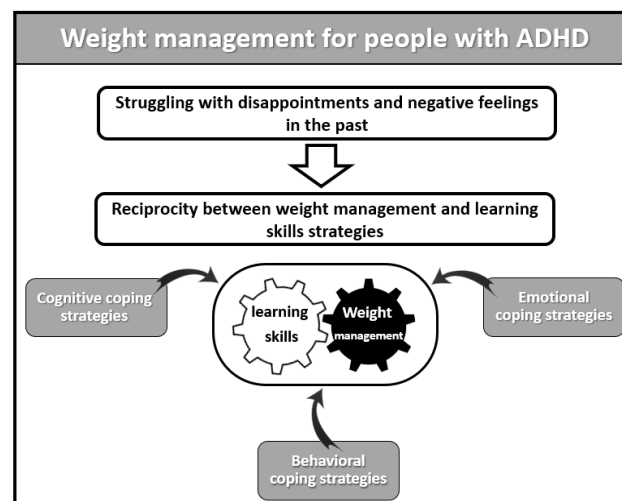 Weight management for people with ADHD
Struggling with disappointments and negative feelings
in the past
Reciprocity between weight management and learning
skills strategies
Cognitive coping
strategies
learning
skills
Weight
management
Emotional
coping strategies
Behavioral
coping strategies